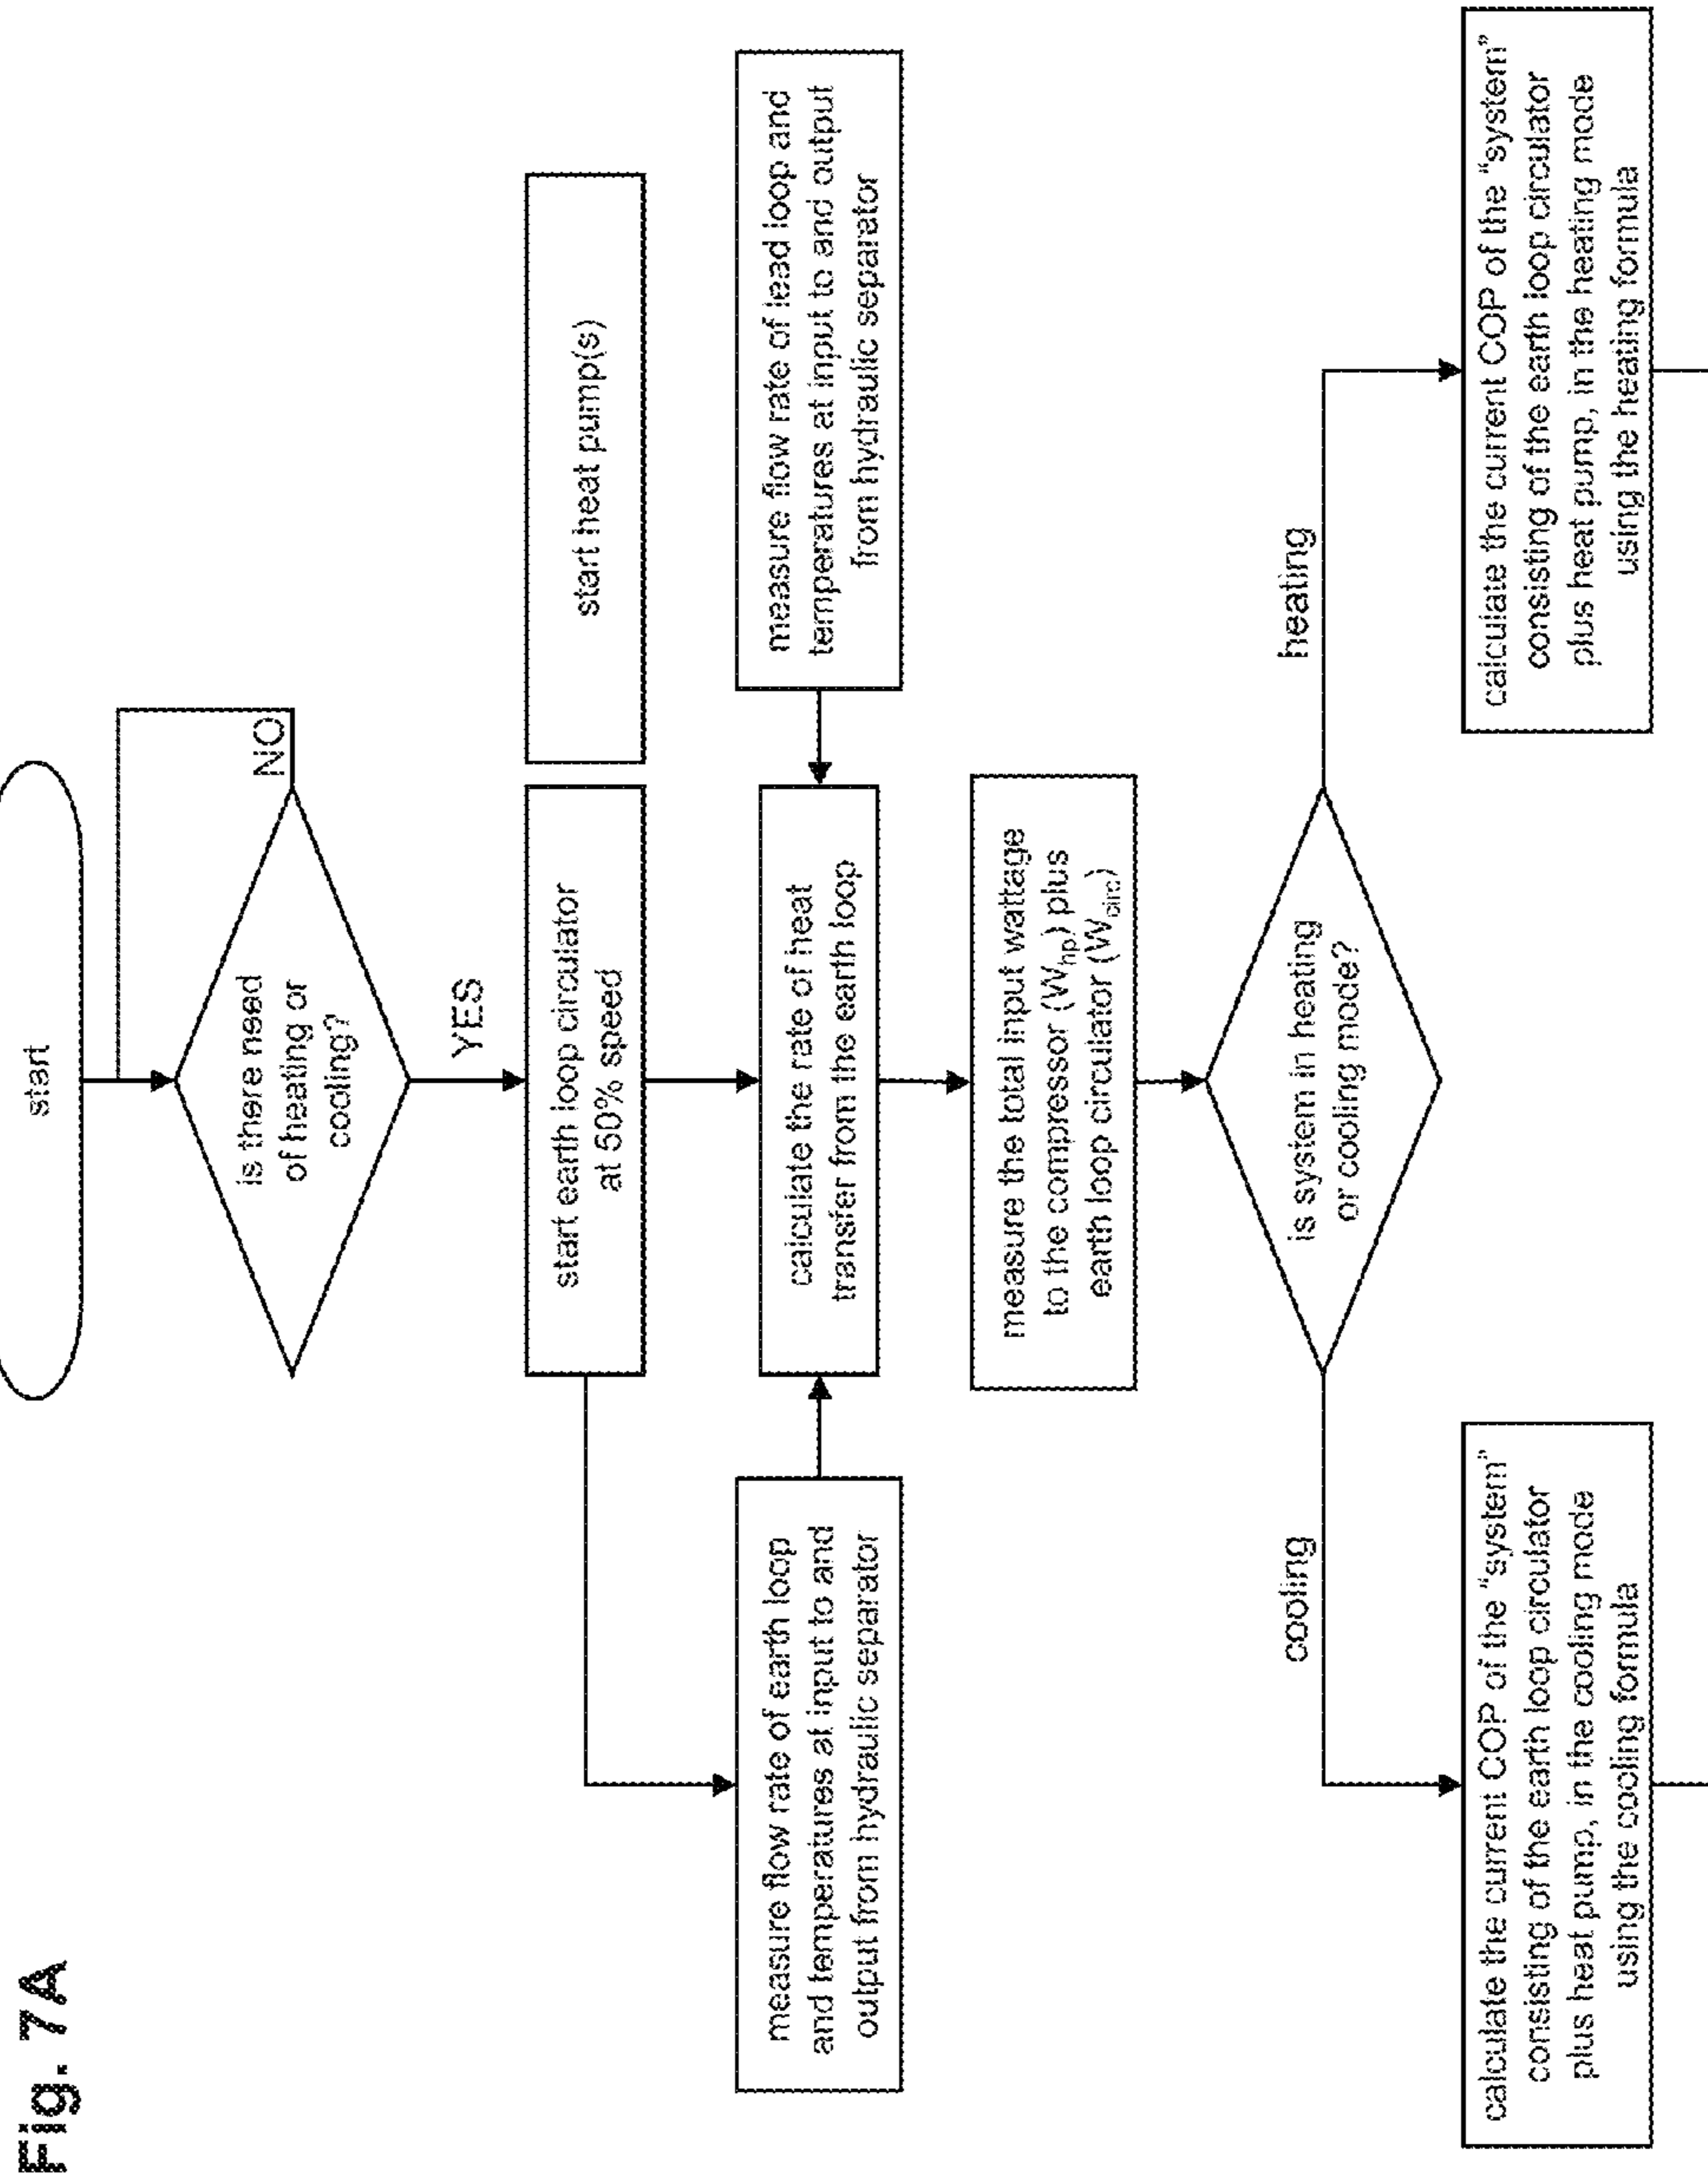 Fig. 7A
start
is there need
of heating or
cooling?
NO
YES
start earth loop circulator
at 50% speed
start heat pump(s)
measure flow rate of earth loop
and temperatures at input to and
output from hydraulic separator
calculate the rate of heat
transfer from the earth loop
measure flow rate of lead loop and
temperatures at input to and output
from hydraulic separator
measure the total input wattage
to the compressor (Whp) plus
earth loop circulator (Wcirc)
is system in heating
or cooling mode?
cooling
heating
calculate the current COP of the "system"
consisting of the earth loop circulator
plus heat pump, in the cooling mode
using the cooling formula
calculate the current COP of the "system"
consisting of the earth loop circulator
plus heat pump, in the heating mode
using the heating formula